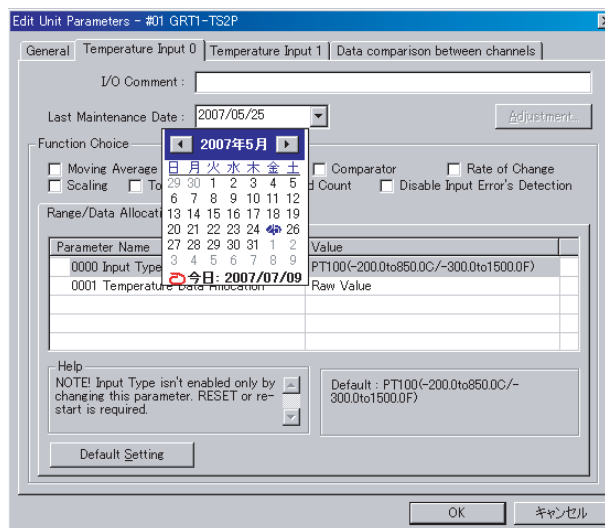 Edit Unit Parameters - #01 GRT1-TS2P
General Temperature Input 0 Temperature Input 1 Data comparison between channels
I/O Comment :
Last Maintenance Date : 2007/05/25 Adjustment...
2007年5月
Function Choice
日 月 火 水 木 金 土
29 30 1 2 3 4 5
6 7 8 9 10 11 12
13 14 15 16 17 18 19
20 21 22 23 24 26
27 28 29 30 31 1 2
3 4 5 6 7 8 9
今日: 2007/07/09
Moving Average Comparator Rate of Change
Scaling To d Count Disable Input Error's Detection
Range/Data Allocati
Parameter Name Value
0000 Input Type PT100(-200.0to850.0C/-300.0to1500.0F)
0001 Temperature Data Allocation Raw Value
Help
NOTE! Input Type isn't enabled only by
changing this parameter. RESET or re-
start is required.
Default : PT100(-200.0to850.0C/-
300.0to1500.0F)
Default Setting
OK キャンセル